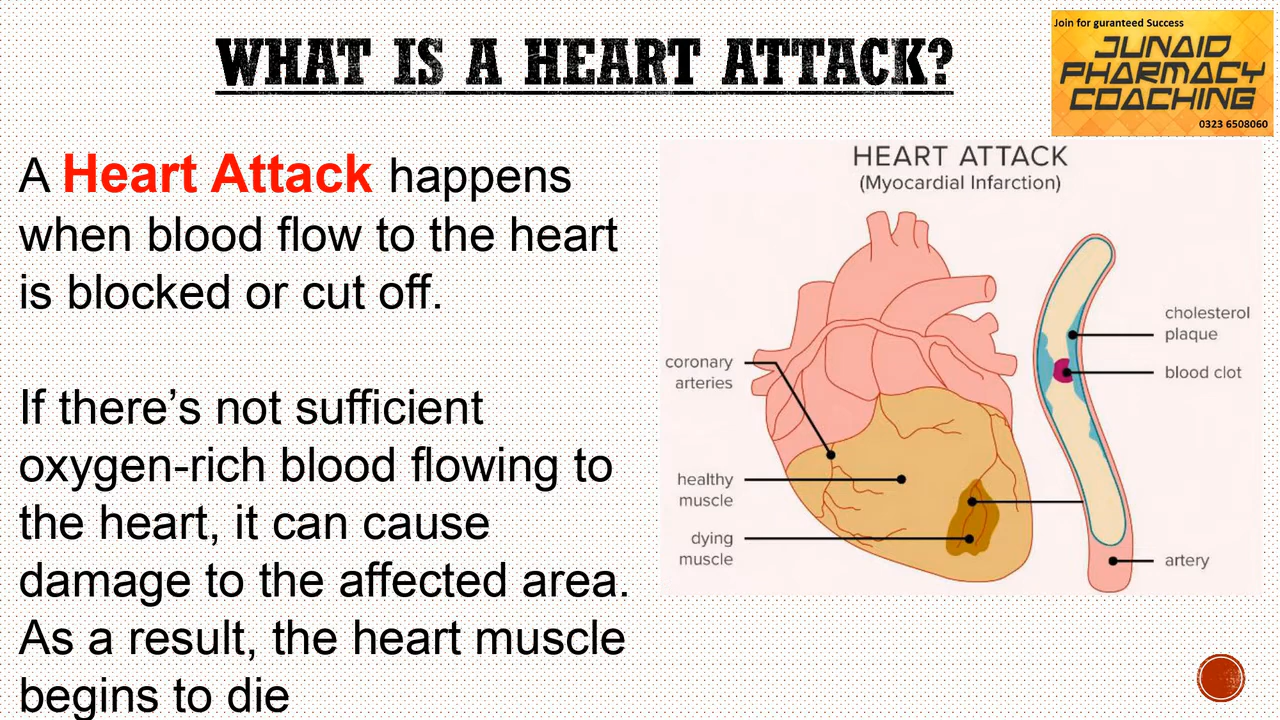 WHAT IS A HEART ATTACK?
Join for guranteed Success
JUNAID
PHARMACY
COACHING
0323 6508060
A Heart Attack happens
when blood flow to the heart
is blocked or cut off.
If there’s not sufficient
oxygen-rich blood flowing to
the heart, it can cause
damage to the affected area.
As a result, the heart muscle
begins to die
HEART ATTACK
(Myocardial Infarction)
coronary
arteries
healthy
muscle
dying
muscle
cholesterol
plaque
blood clot
artery